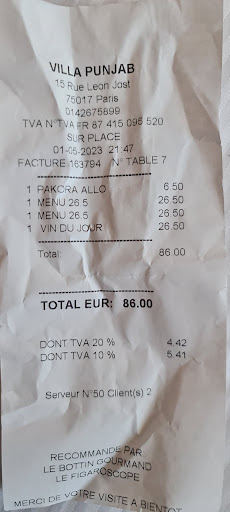 VILLA PUNJAB
15 Rue Leon Jost
75017 Paris
0142675899
TVA N°TVA FR 87 415 095 520
SUR PLACE
01-05-2023 21:47
FACTURE 163794 N° TABLE 7
1 PAKORA ALLO 6.50
1 MENU 26.5 26.50
1 MENU 26.5 26.50
1 VIN DU JOUR 26.50
Total: 86.00
TOTAL EUR: 86.00
DONT TVA 20 % 4.42
DONT TVA 10 % 5.41
Serveur N°50 Client(s) 2
RECOMMANDE PAR:
LE BOTTIN GOURMAND
LE FIGAROSCOPE
MERCI DE VOTRE VISITE A BIENTOT